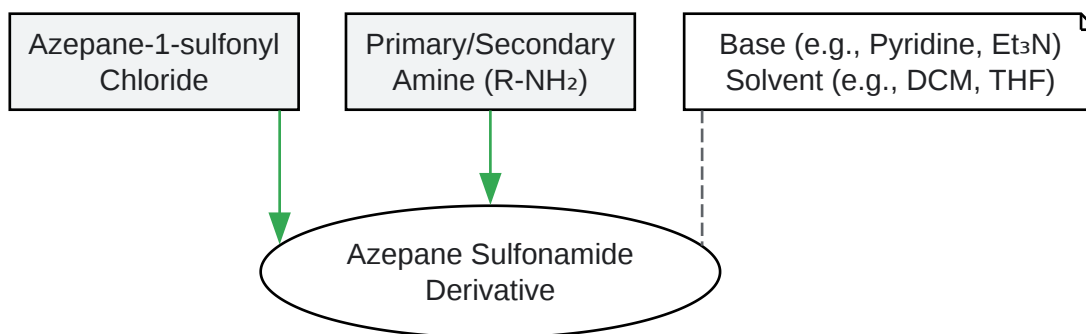 Azepane-1-sulfonyl
Chloride
Primary/Secondary
Amine (R-NH₂)
Base (e.g., Pyridine, Et₃N)
Solvent (e.g., DCM, THF)
Azepane Sulfonamide
Derivative